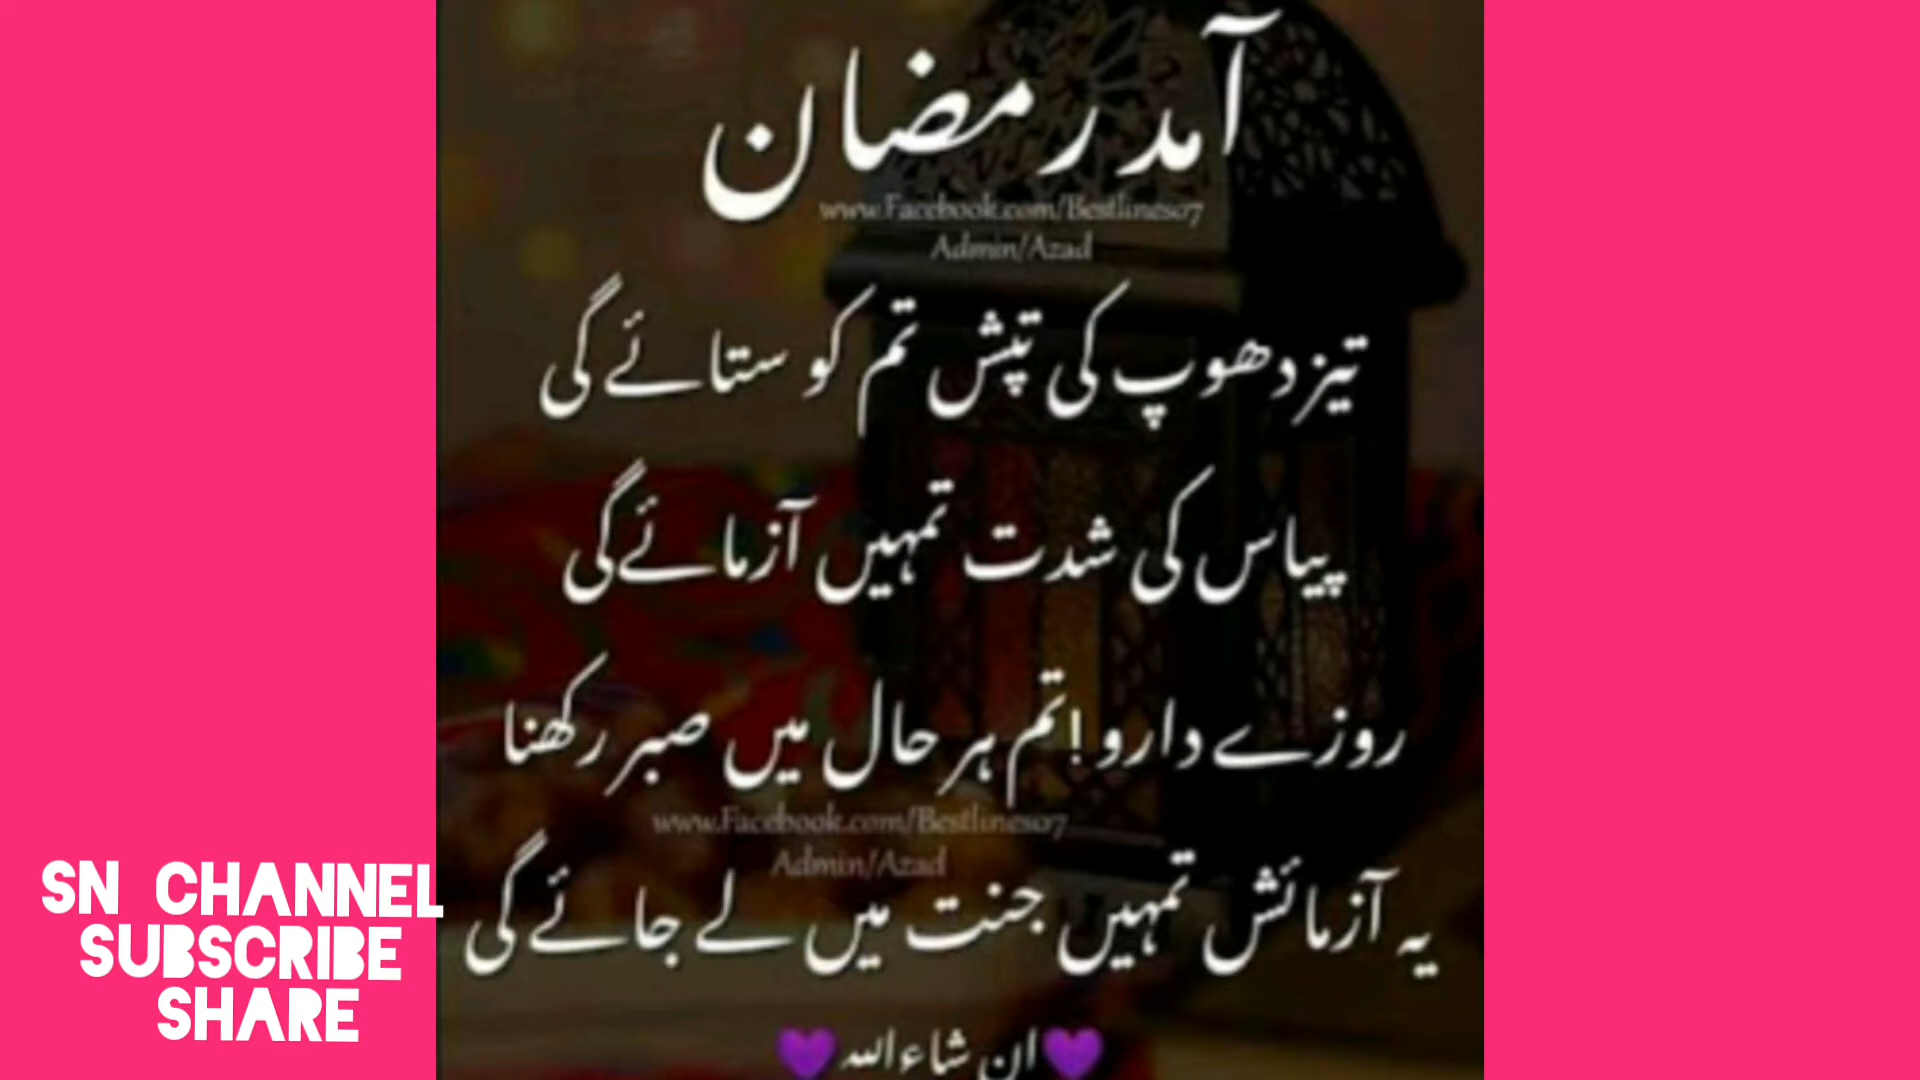 آمد رمضان
www.Facebook.com/Bestlines07
Admin/Azad
تیز دھوپ کی تپش تم کو ستائے گی
پیاس کی شدت تمہیں آزمائے گی
روزے دارو! تم ہر حال میں صبر رکھنا
www.Facebook.com/Bestlines07
Admin/Azad
یہ آزمائش تمہیں جنت میں لے جائے گی
💜ان شاءاللہ💜
SN CHANNEL
SUBSCRIBE
SHARE